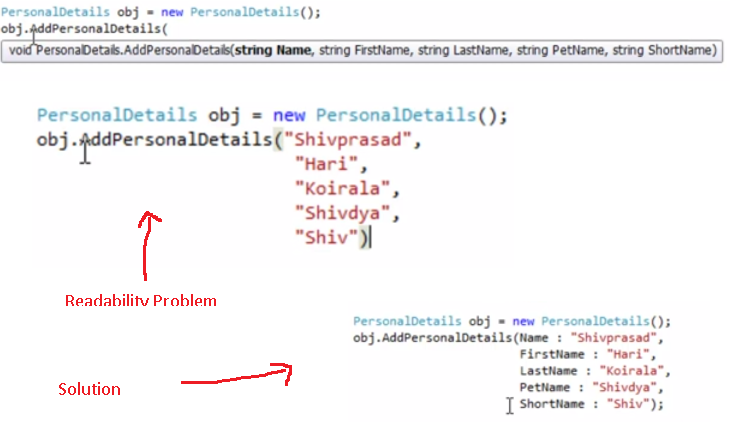 PersonalDetails obj = new PersonalDetails();
obj.AddPersonalDetails(
void PersonalDetails.AddPersonalDetails(string Name, string FirstName, string LastName, string PetName, string ShortName)
PersonalDetails obj = new PersonalDetails();
obj.AddPersonalDetails("Shivprasad",
"Hari",
"Koirala",
"Shivdya",
"Shiv")
Readability Problem
PersonalDetails obj = new PersonalDetails();
obj.AddPersonalDetails(Name : "Shivprasad",
FirstName : "Hari",
LastName : "Koirala",
PetName : "Shivdya",
ShortName : "Shiv");
Solution